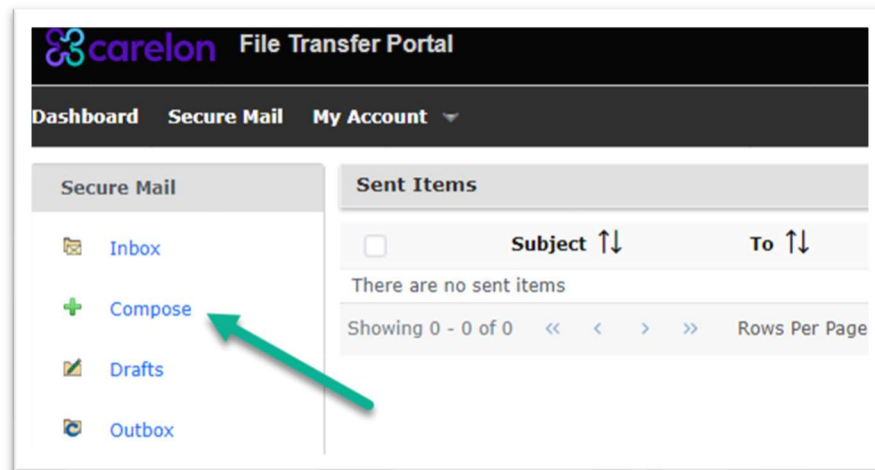 carelon File Transfer Portal
Dashboard Secure Mail My Account
Secure Mail
Inbox
Compose
Drafts
Outbox
Sent Items
Subject ↑↓ To ↑↓
There are no sent items
Showing 0 - 0 of 0 « < > » Rows Per Page